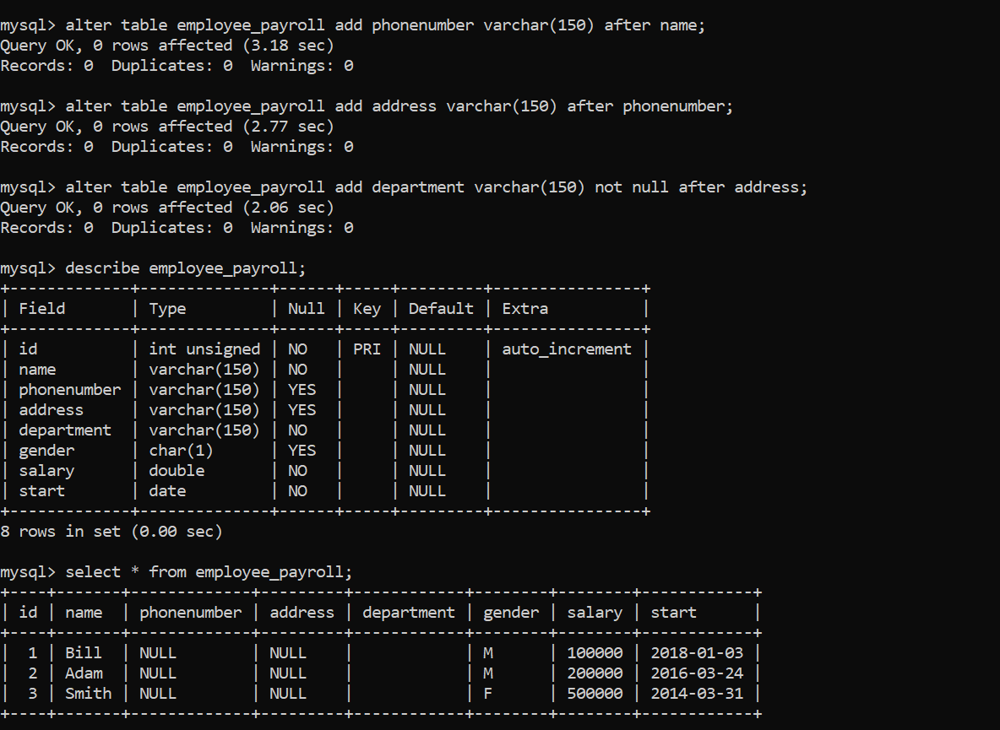 mysql> alter table employee_payroll add phonenumber varchar(150) after name;
Query OK, 0 rows affected (3.18 sec)
Records: 0  Duplicates: 0  Warnings: 0

mysql> alter table employee_payroll add address varchar(150) after phonenumber;
Query OK, 0 rows affected (2.77 sec)
Records: 0  Duplicates: 0  Warnings: 0

mysql> alter table employee_payroll add department varchar(150) not null after address;
Query OK, 0 rows affected (2.06 sec)
Records: 0  Duplicates: 0  Warnings: 0

mysql> describe employee_payroll;
+-------------+--------------+------+-----+---------+----------------+
| Field       | Type         | Null | Key | Default | Extra          |
+-------------+--------------+------+-----+---------+----------------+
| id          | int unsigned | NO   | PRI | NULL    | auto_increment |
| name        | varchar(150) | NO   |     | NULL    |                |
| phonenumber | varchar(150) | YES  |     | NULL    |                |
| address     | varchar(150) | YES  |     | NULL    |                |
| department  | varchar(150) | NO   |     | NULL    |                |
| gender      | char(1)      | YES  |     | NULL    |                |
| salary      | double       | NO   |     | NULL    |                |
| start       | date         | NO   |     | NULL    |                |
+-------------+--------------+------+-----+---------+----------------+
8 rows in set (0.00 sec)

mysql> select * from employee_payroll;
+----+-------+-------------+---------+------------+--------+--------+------------+
| id | name  | phonenumber | address | department | gender | salary | start      |
+----+-------+-------------+---------+------------+--------+--------+------------+
|  1 | Bill  | NULL        | NULL    |            | M      | 100000 | 2018-01-03 |
|  2 | Adam  | NULL        | NULL    |            | M      | 200000 | 2016-03-24 |
|  3 | Smith | NULL        | NULL    |            | F      | 500000 | 2014-03-31 |
+----+-------+-------------+---------+------------+--------+--------+------------+